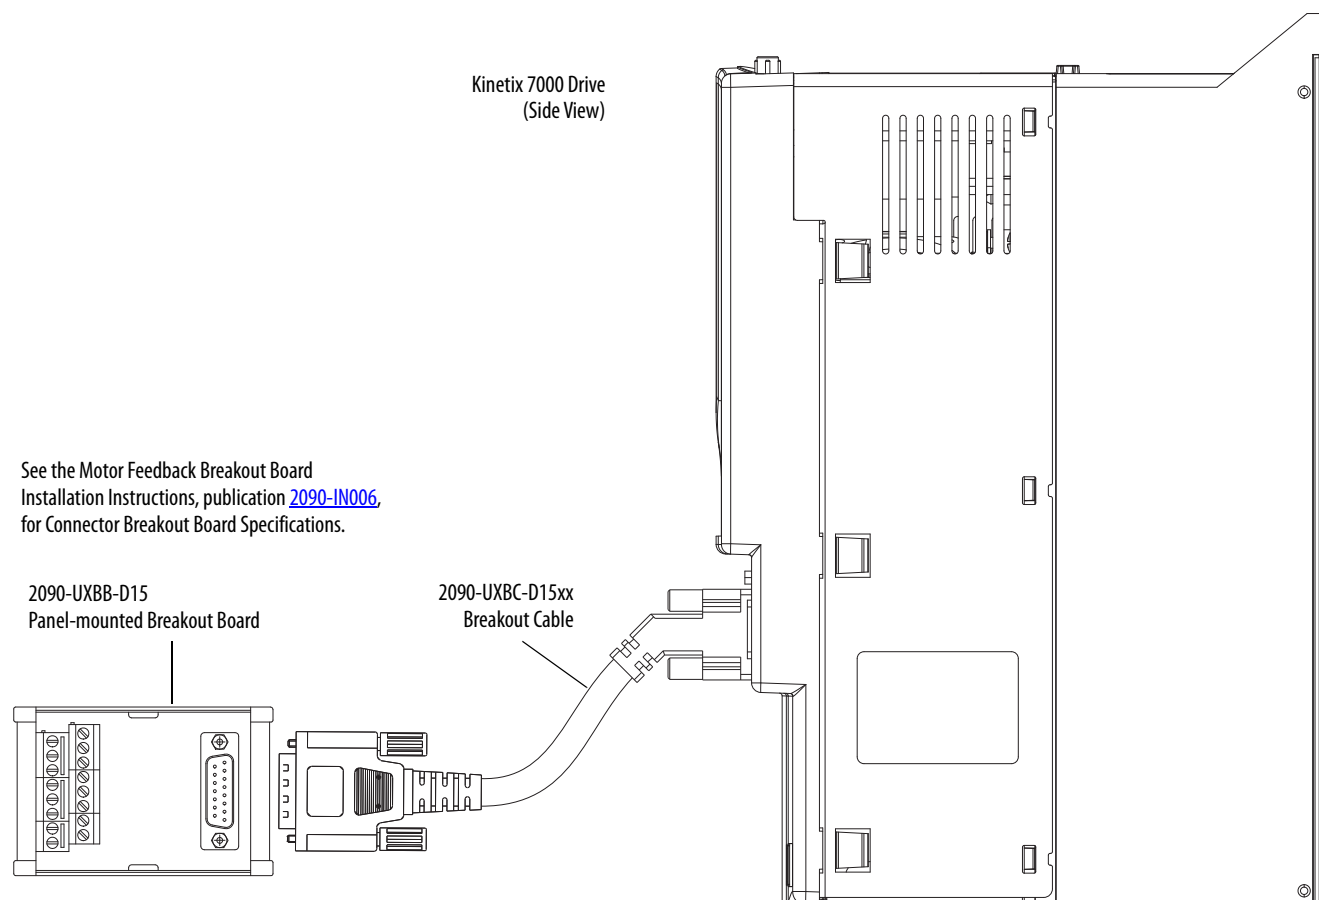 Kinetix 7000 Drive
(Side View)
See the Motor Feedback Breakout Board
Installation Instructions, publication 2090-IN006,
for Connector Breakout Board Specifications.
2090-UXBB-D15
Panel-mounted Breakout Board
2090-UXBC-D15xx
Breakout Cable